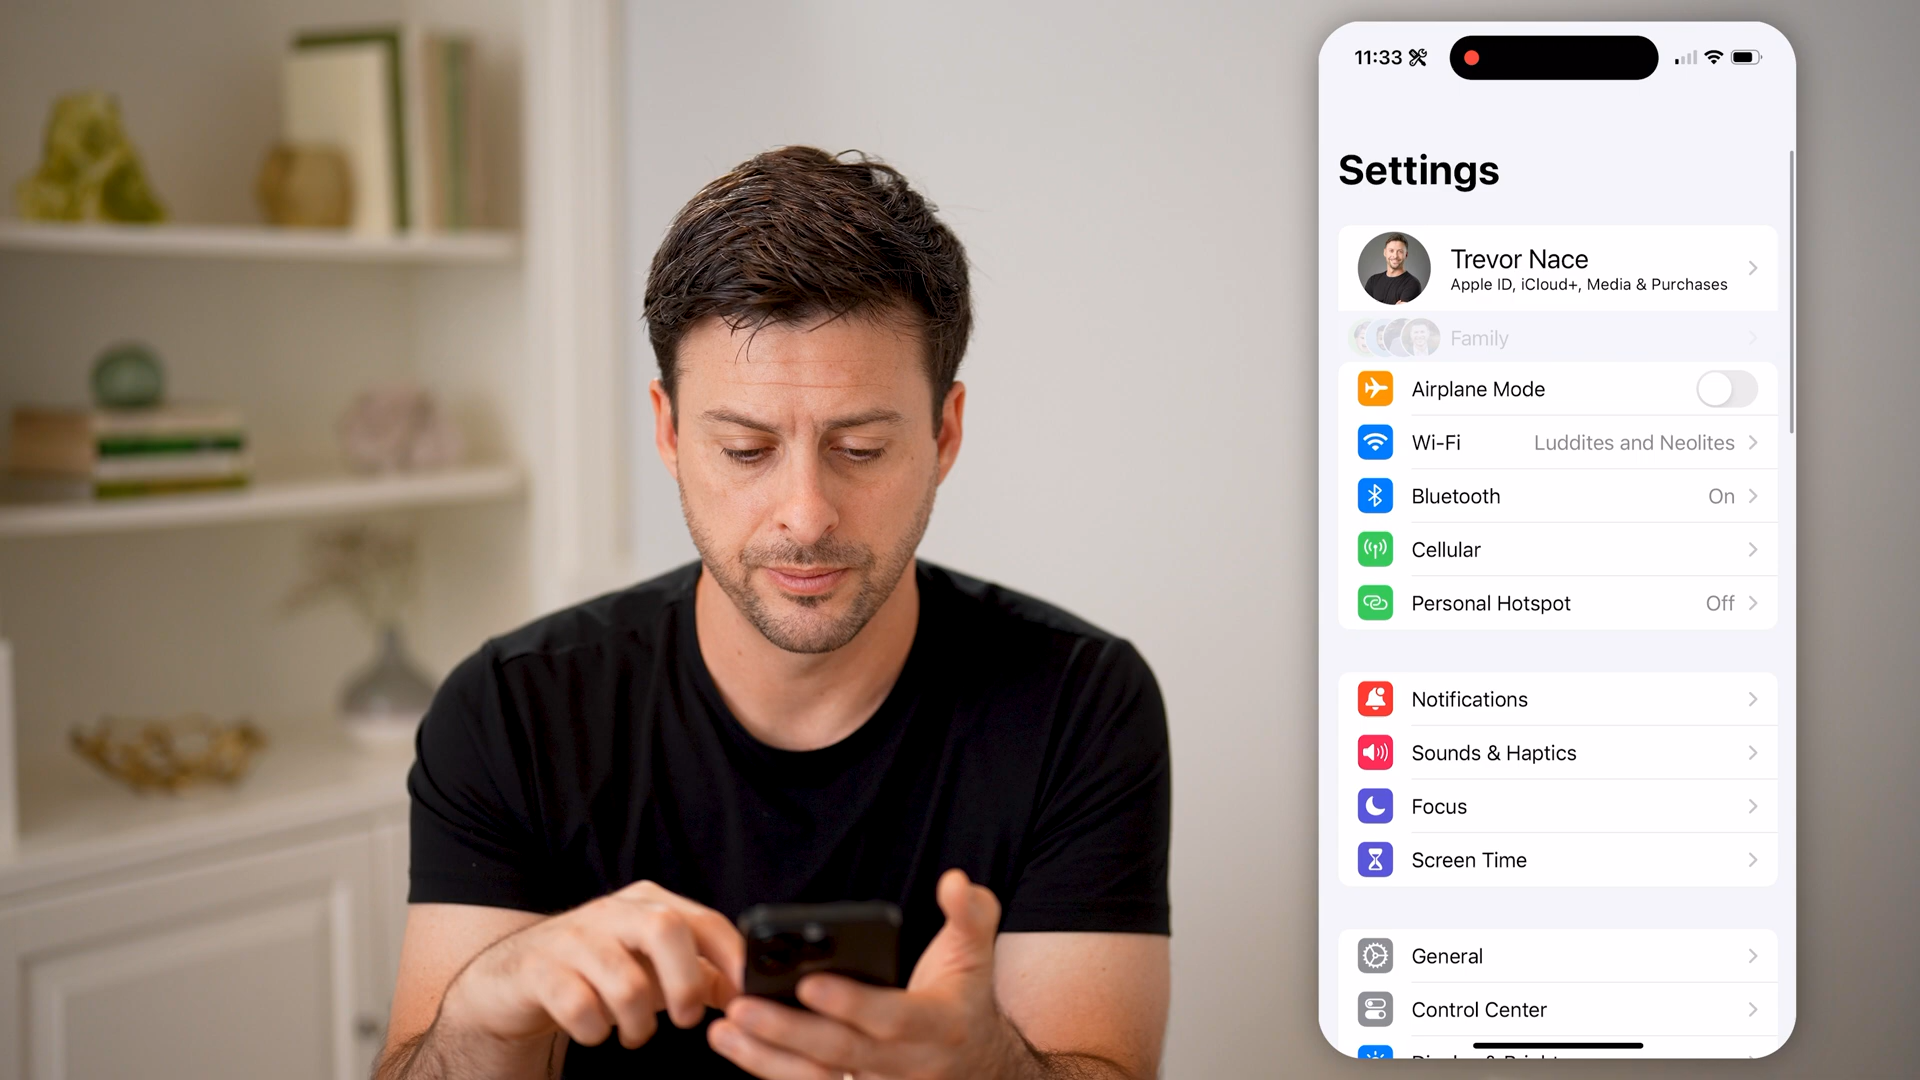 11:33
Settings
Trevor Nace
Apple ID, iCloud+, Media & Purchases
Family
Airplane Mode
Wi-Fi Luddites and Neolites
Bluetooth On
Cellular
Personal Hotspot Off
Notifications
Sounds & Haptics
Focus
Screen Time
General
Control Center